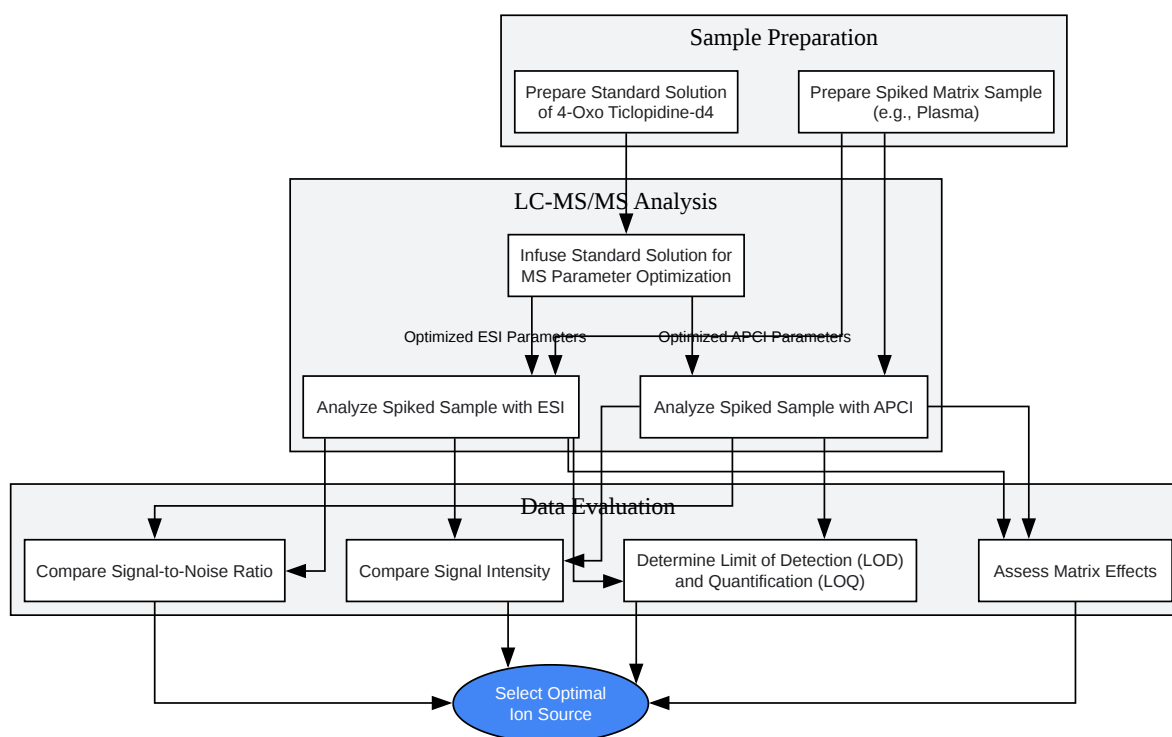 Sample Preparation
Prepare Standard Solution
of 4-Oxo Ticlopidine-d4
Prepare Spiked Matrix Sample
(e.g., Plasma)
LC-MS/MS Analysis
Infuse Standard Solution for
MS Parameter Optimization
Optimized ESI Parameters
Optimized APCI Parameters
Analyze Spiked Sample with ESI
Analyze Spiked Sample with APCI
Data Evaluation
Compare Signal-to-Noise Ratio
Compare Signal Intensity
Determine Limit of Detection (LOD)
and Quantification (LOQ)
Assess Matrix Effects
Select Optimal
Ion Source